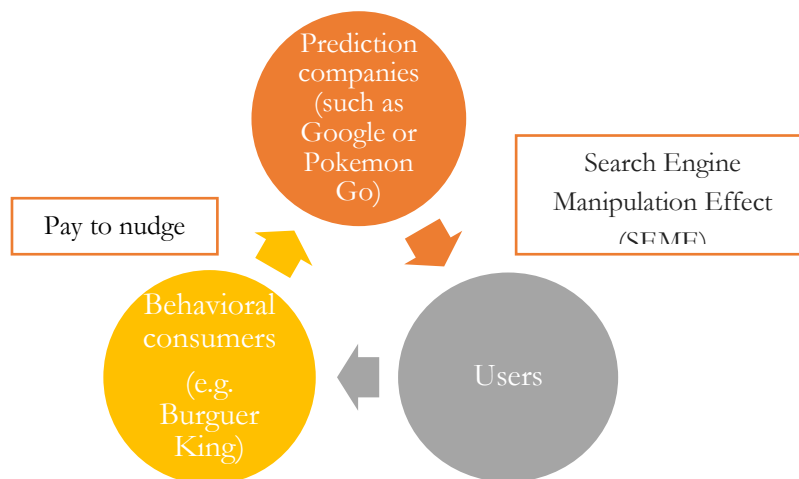 Prediction
companies
(such as
Google or
Pokemon
Go)
Search Engine
Manipulation Effect
(SEME)
Pay to nudge
Behavioral
consumers
(e.g.
Burguer
King)
Users